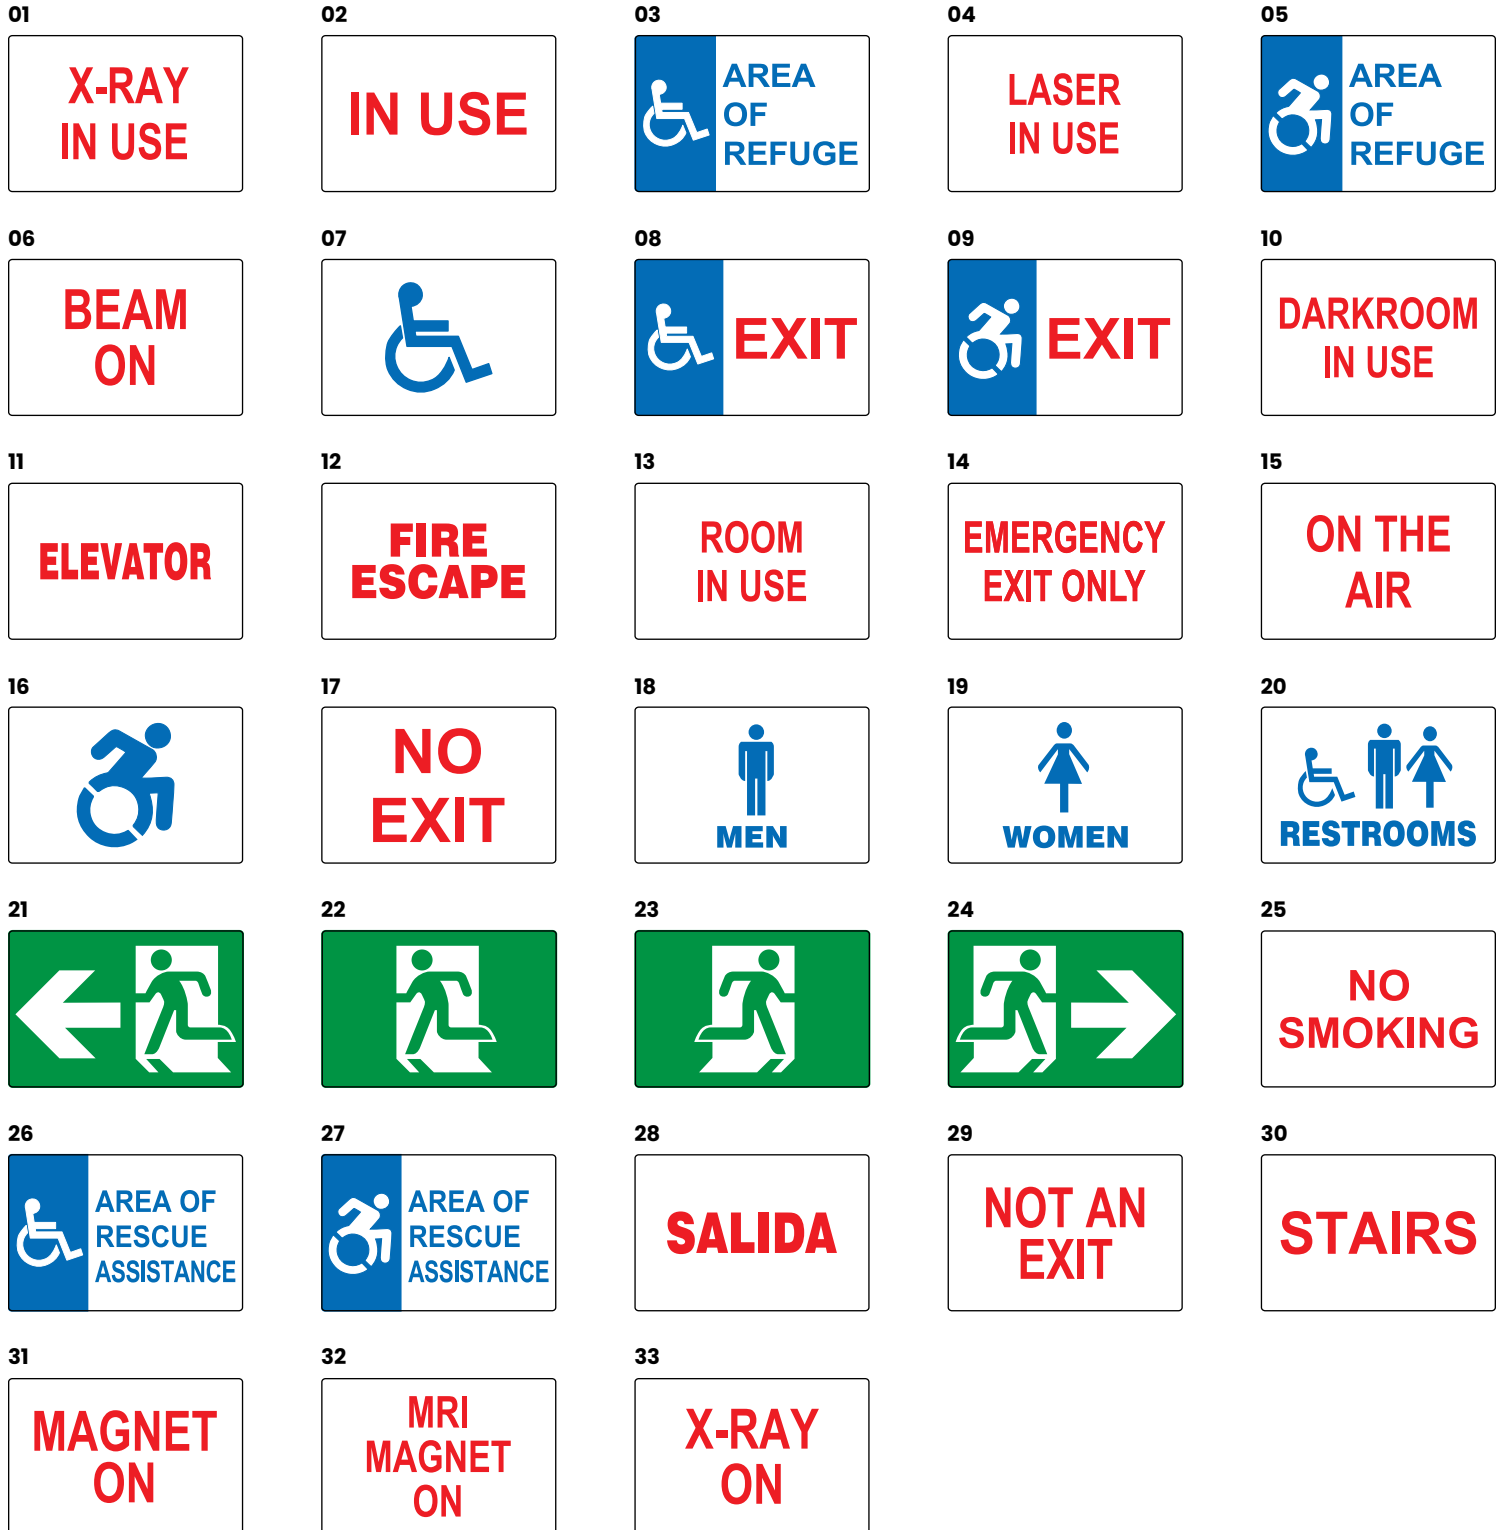 01
X-RAY
IN USE
02
IN USE
03
AREA
OF
REFUGE
04
LASER
IN USE
05
AREA
OF
REFUGE
06
BEAM
ON
07
08
EXIT
09
EXIT
10
DARKROOM
IN USE
11
ELEVATOR
12
FIRE
ESCAPE
13
ROOM
IN USE
14
EMERGENCY
EXIT ONLY
15
ON THE
AIR
16
17
NO
EXIT
18
MEN
19
WOMEN
20
RESTROOMS
21
22
23
24
25
NO
SMOKING
26
AREA OF
RESCUE
ASSISTANCE
27
AREA OF
RESCUE
ASSISTANCE
28
SALIDA
29
NOT AN
EXIT
30
STAIRS
31
MAGNET
ON
32
MRI
MAGNET
ON
33
X-RAY
ON